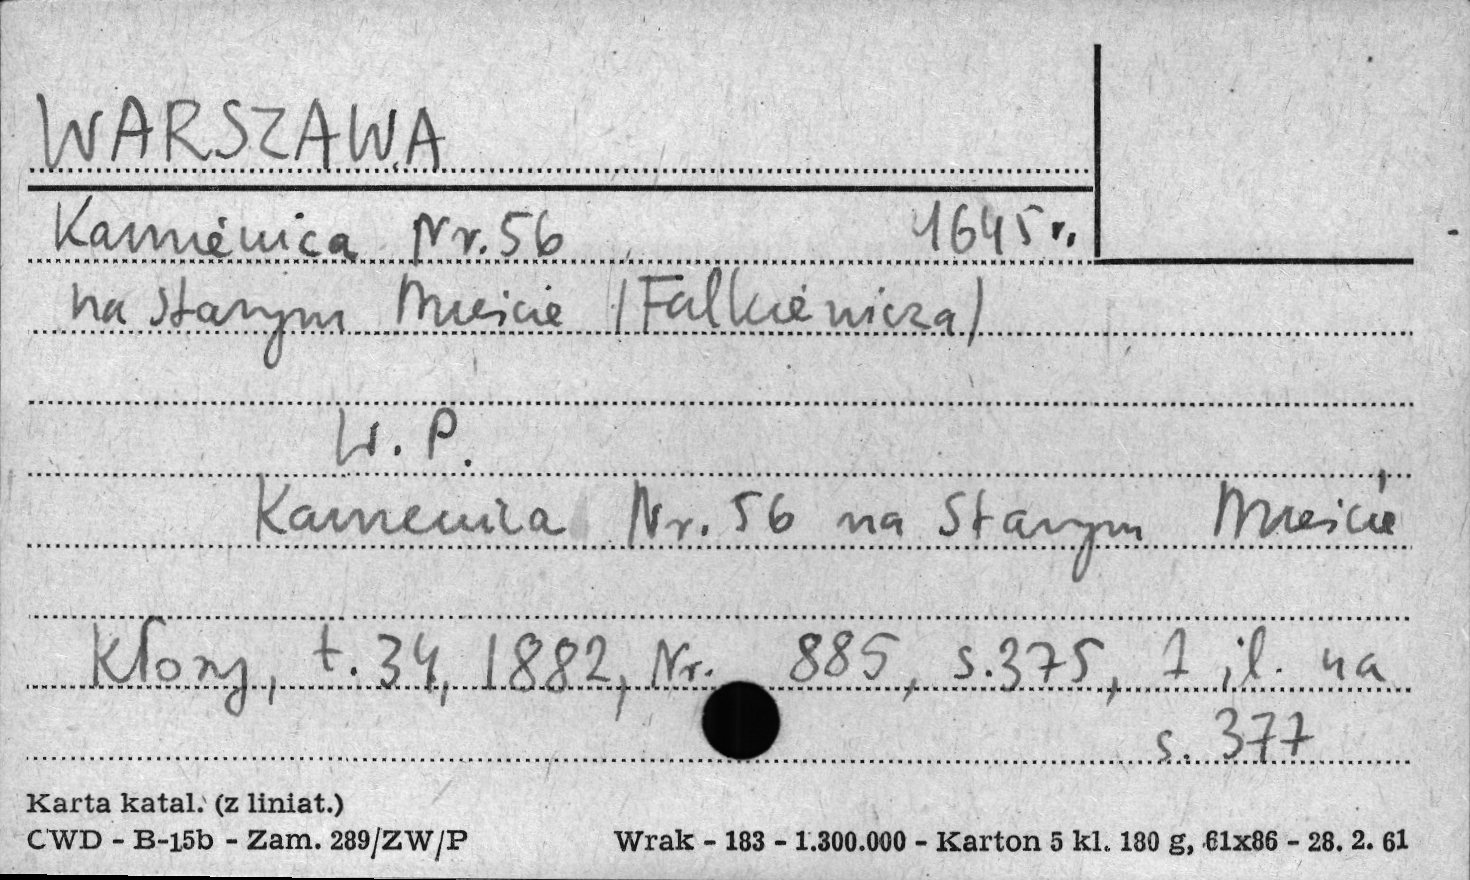 WARSZAWA
Kamienica Nr. 56 1645 r.
na Starym Mieście (Falkiewicza)
W. P.
Kamienica Nr. 56 na Starym Mieście
Kłosy, t. 34, 1882, Nr. 885, s. 375, 1 il. na
s. 377
Karta katal. (z liniat.)
CWD - B-15b - Zam. 289/ZW/P Wrak - 183 - 1.300.000 - Karton 5 kl. 180 g, 61x86 - 28. 2. 61